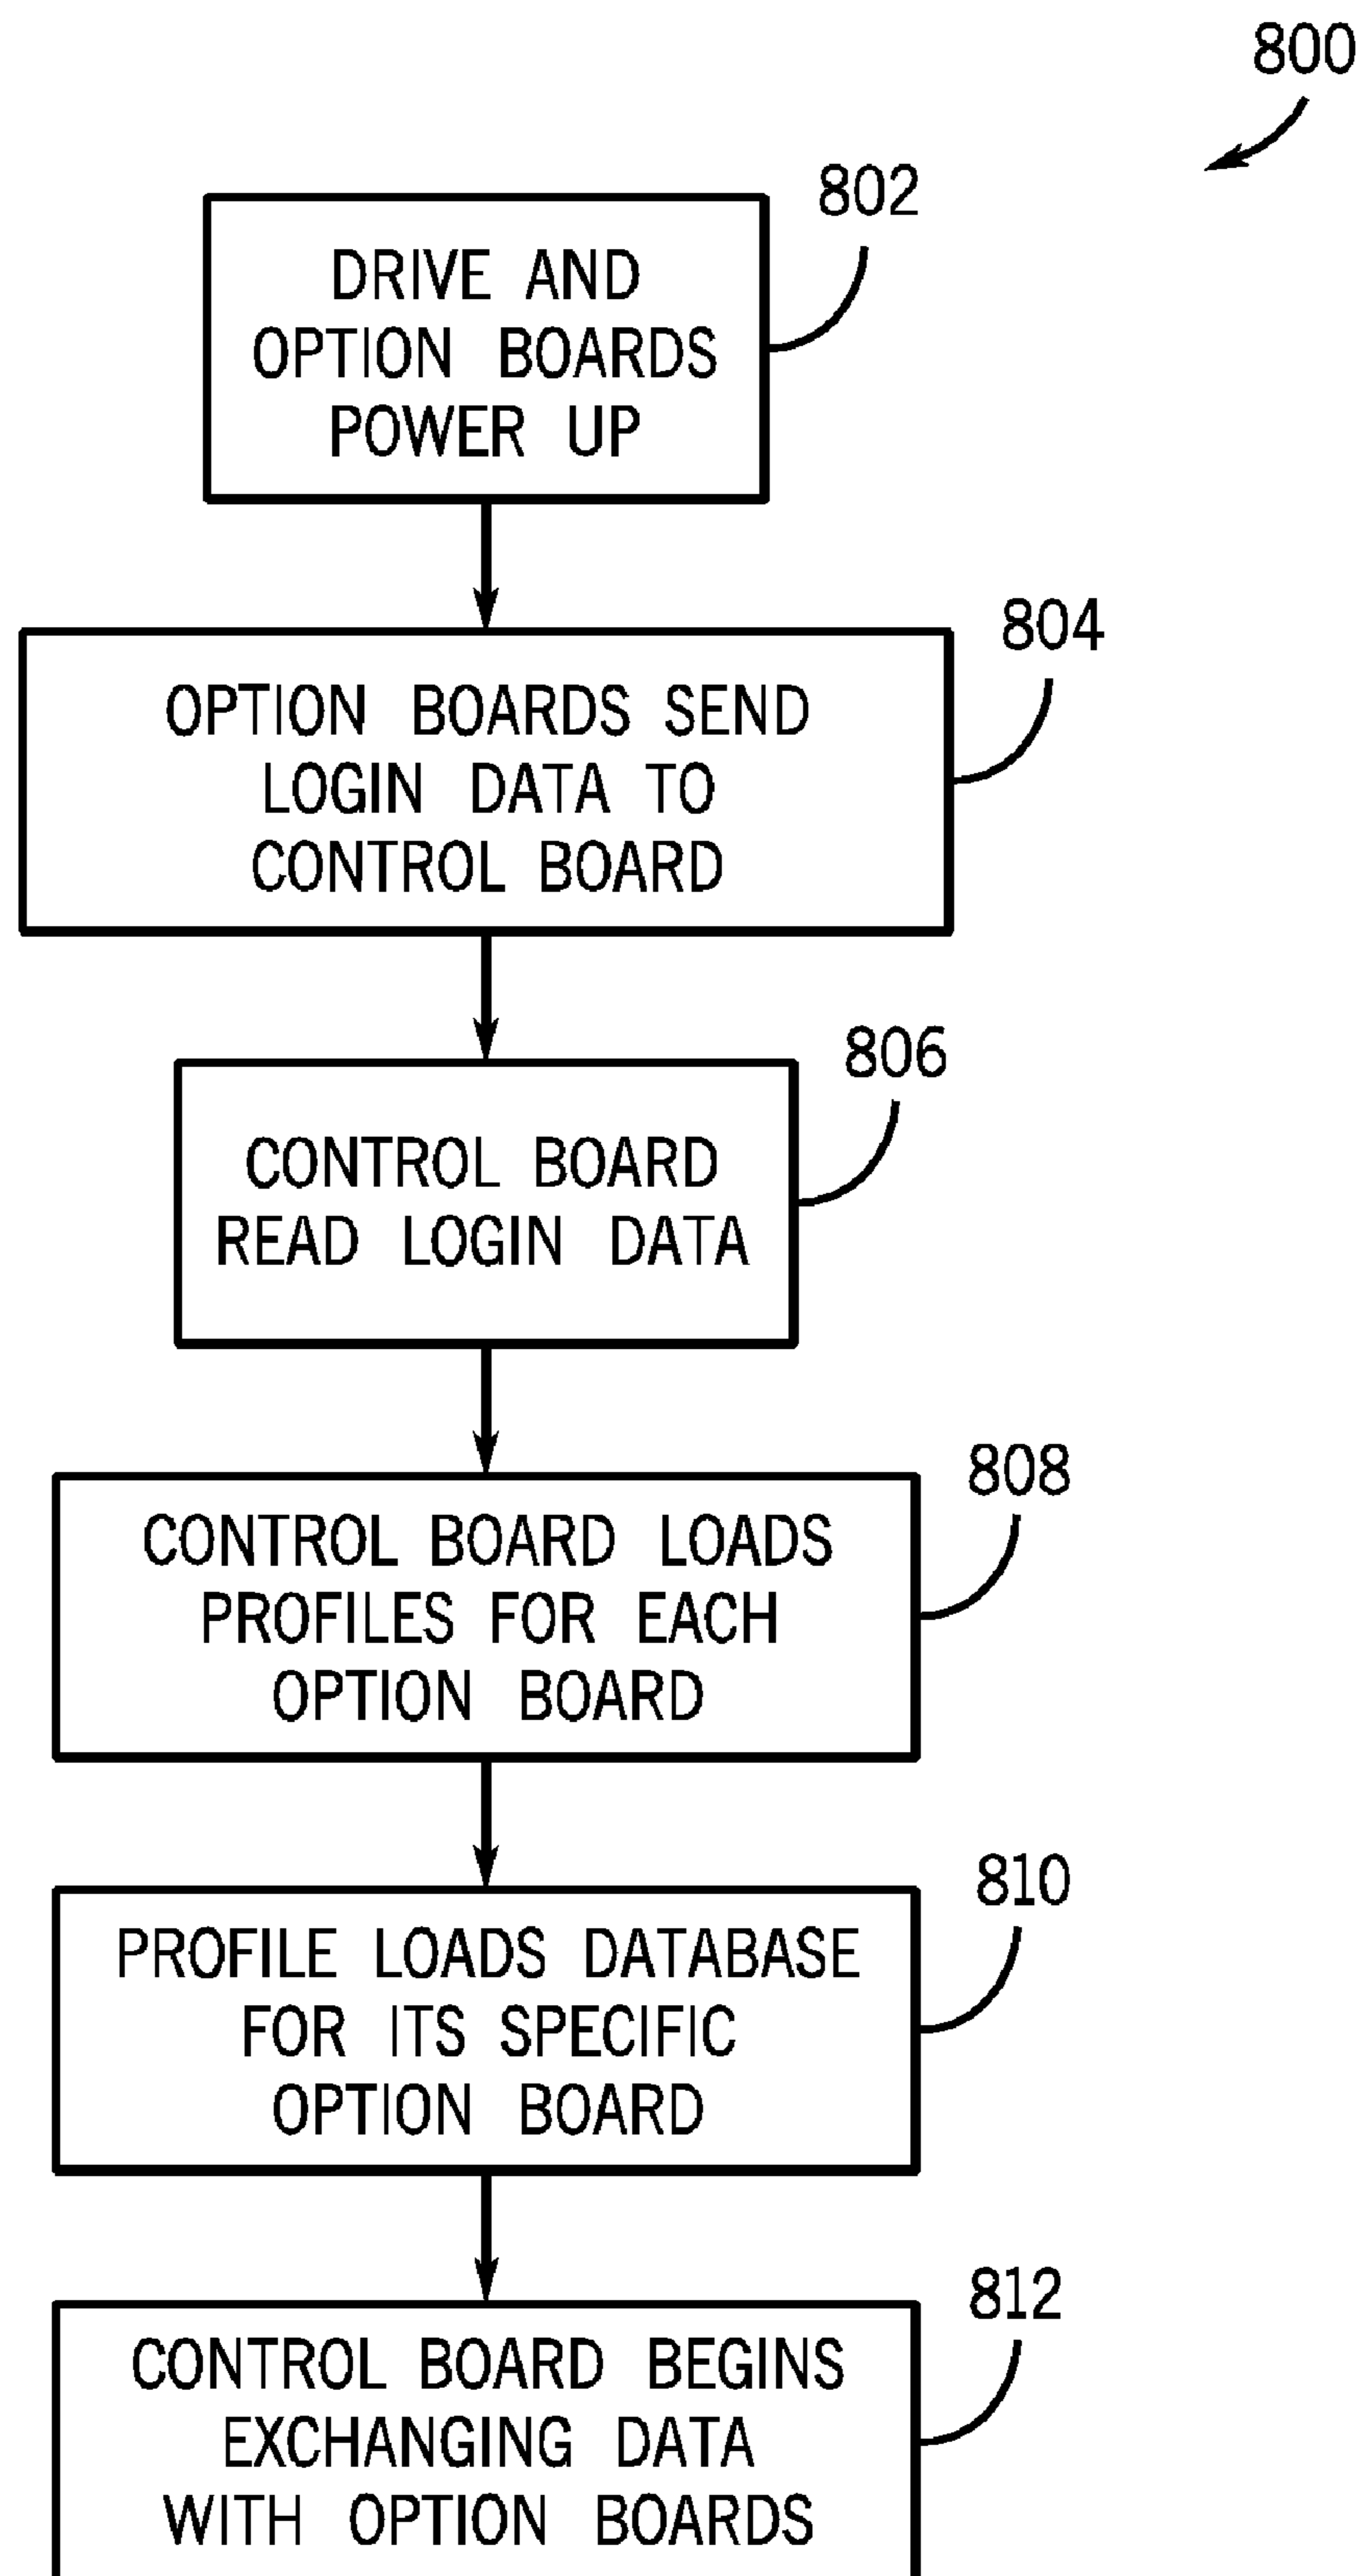 800
802
DRIVE AND
OPTION BOARDS
POWER UP
804
OPTION BOARDS SEND
LOGIN DATA TO
CONTROL BOARD
806
CONTROL BOARD
READ LOGIN DATA
808
CONTROL BOARD LOADS
PROFILES FOR EACH
OPTION BOARD
810
PROFILE LOADS DATABASE
FOR ITS SPECIFIC
OPTION BOARD
812
CONTROL BOARD BEGINS
EXCHANGING DATA
WITH OPTION BOARDS